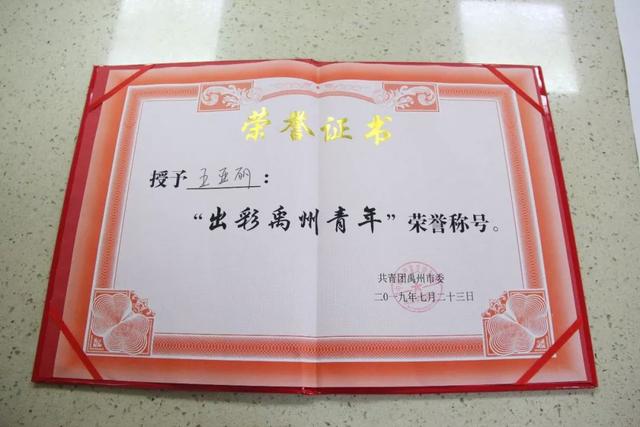 荣誉证书
授予王亚丽：
“出彩禹州青年”荣誉称号。
共青团禹州市委
二0一九年七月二十三日